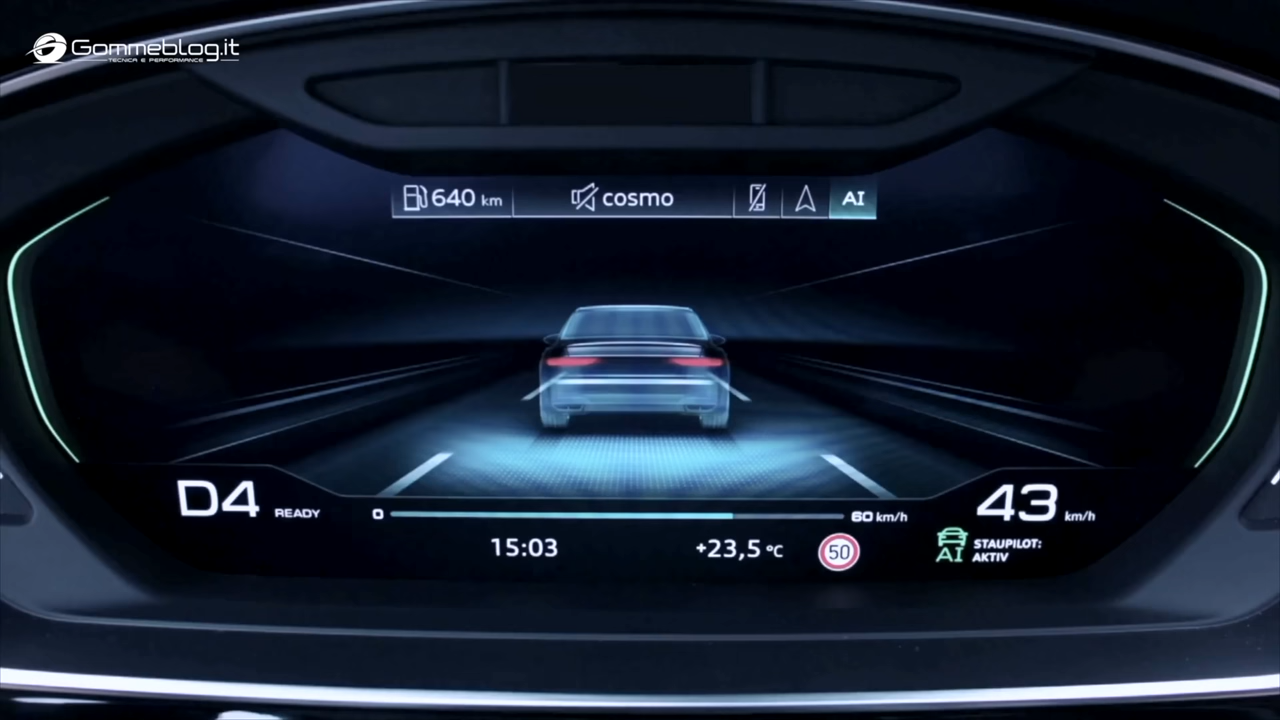 Gommeblog.it
TECNICA E PERFORMANCE
640 km
cosmo
AI
D4 READY
0
60 km/h
43 km/h
15:03
+23,5 °C
50
AI
STAUPILOT:
AKTIV